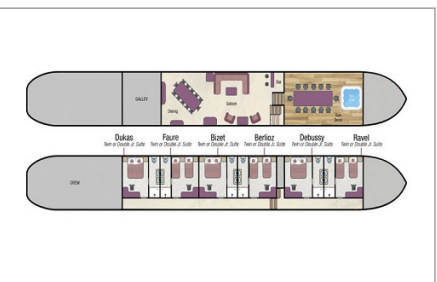 GALLEY
Dining
Saloon
Bar
Sun
Deck
Dukas
Twin or Double Jr. Suite
Faure
Twin or Double Jr. Suite
Bizet
Twin or Double Jr. Suite
Berlioz
Twin or Double Jr. Suite
Debussy
Twin or Double Jr. Suite
Ravel
Twin or Double Jr. Suite
CREW